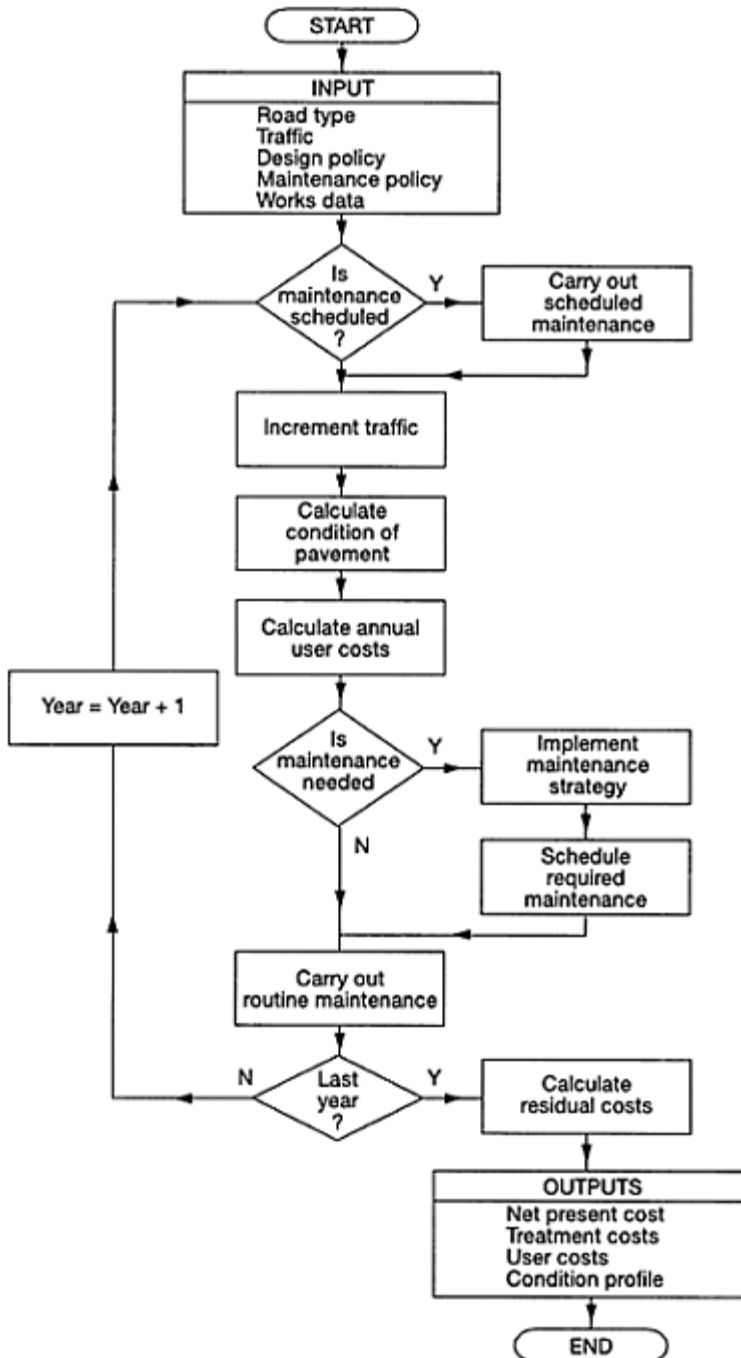 START
INPUT
Road type
Traffic
Design policy
Maintenance policy
Works data
Is
maintenance
scheduled
?
Y
Carry out
scheduled
maintenance
Increment traffic
Calculate
condition of
pavement
Calculate annual
user costs
Year = Year + 1
Is
maintenance
needed
Y
Implement
maintenance
strategy
N
Schedule
required
maintenance
Carry out
routine maintenance
N
Last
year
?
Y
Calculate
residual costs
OUTPUTS
Net present cost
Treatment costs
User costs
Condition profile
END